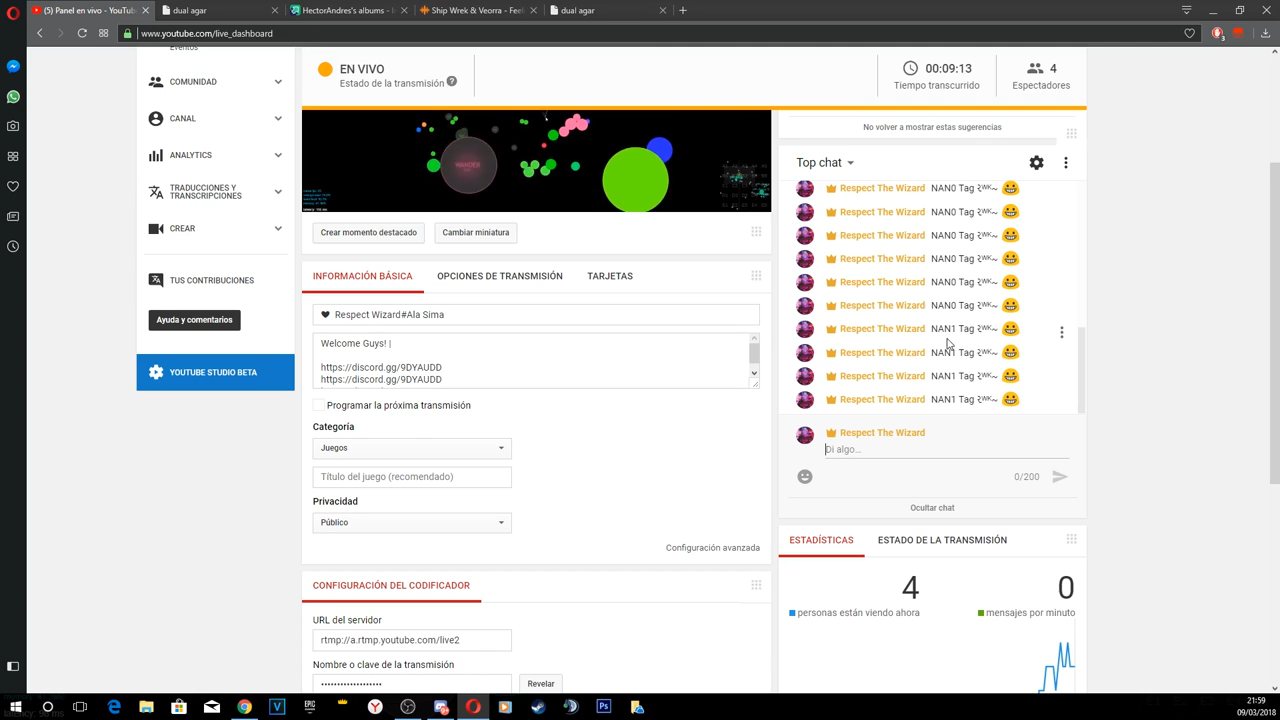 (5) Panel en vivo - YouTub
dual agar
HectorAndres's albums -
Ship Wrek & Veorra – Feel
dual agar
www.youtube.com/live_dashboard
3
Eventos
COMUNIDAD
CANAL
ANALYTICS
TRADUCCIONES Y
TRANSCRIPCIONES
CREAR
TUS CONTRIBUCIONES
Ayuda y comentarios
YOUTUBE STUDIO BETA
EN VIVO
Estado de la transmisión
00:09:13
Tiempo transcurrido
4
Espectadores
WANDER
Crear momento destacado
Cambiar miniatura
INFORMACIÓN BÁSICA
OPCIONES DE TRANSMISIÓN
TARJETAS
❤ Respect Wizard#Ala Sima
Welcome Guys! |
https://discord.gg/9DYAUDD
https://discord.gg/9DYAUDD
Programar la próxima transmisión
Categoría
Juegos
Título del juego (recomendado)
Privacidad
Público
Configuración avanzada
CONFIGURACIÓN DEL CODIFICADOR
URL del servidor
rtmp://a.rtmp.youtube.com/live2
Nombre o clave de la transmisión
••••••••••••••••••
Revelar
No volver a mostrar estas sugerencias
Top chat
Respect The Wizard NAN0 Tag
Respect The Wizard NAN0 Tag
Respect The Wizard NAN0 Tag
Respect The Wizard NAN0 Tag
Respect The Wizard NAN0 Tag
Respect The Wizard NAN0 Tag
Respect The Wizard NAN1 Tag
Respect The Wizard NAN1 Tag
Respect The Wizard NAN1 Tag
Respect The Wizard NAN1 Tag
Respect The Wizard
Di algo...
0/200
Ocultar chat
ESTADÍSTICAS
ESTADO DE LA TRANSMISIÓN
4
personas están viendo ahora
0
mensajes por minuto
EPIC
21:59
09/03/2018